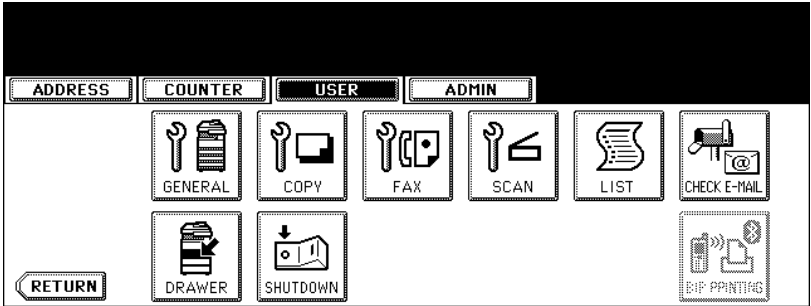 ADDRESS COUNTER USER ADMIN
GENERAL COPY FAX SCAN LIST CHECK E-MAIL
DRAWER SHUTDOWN BIP PRINTING
RETURN